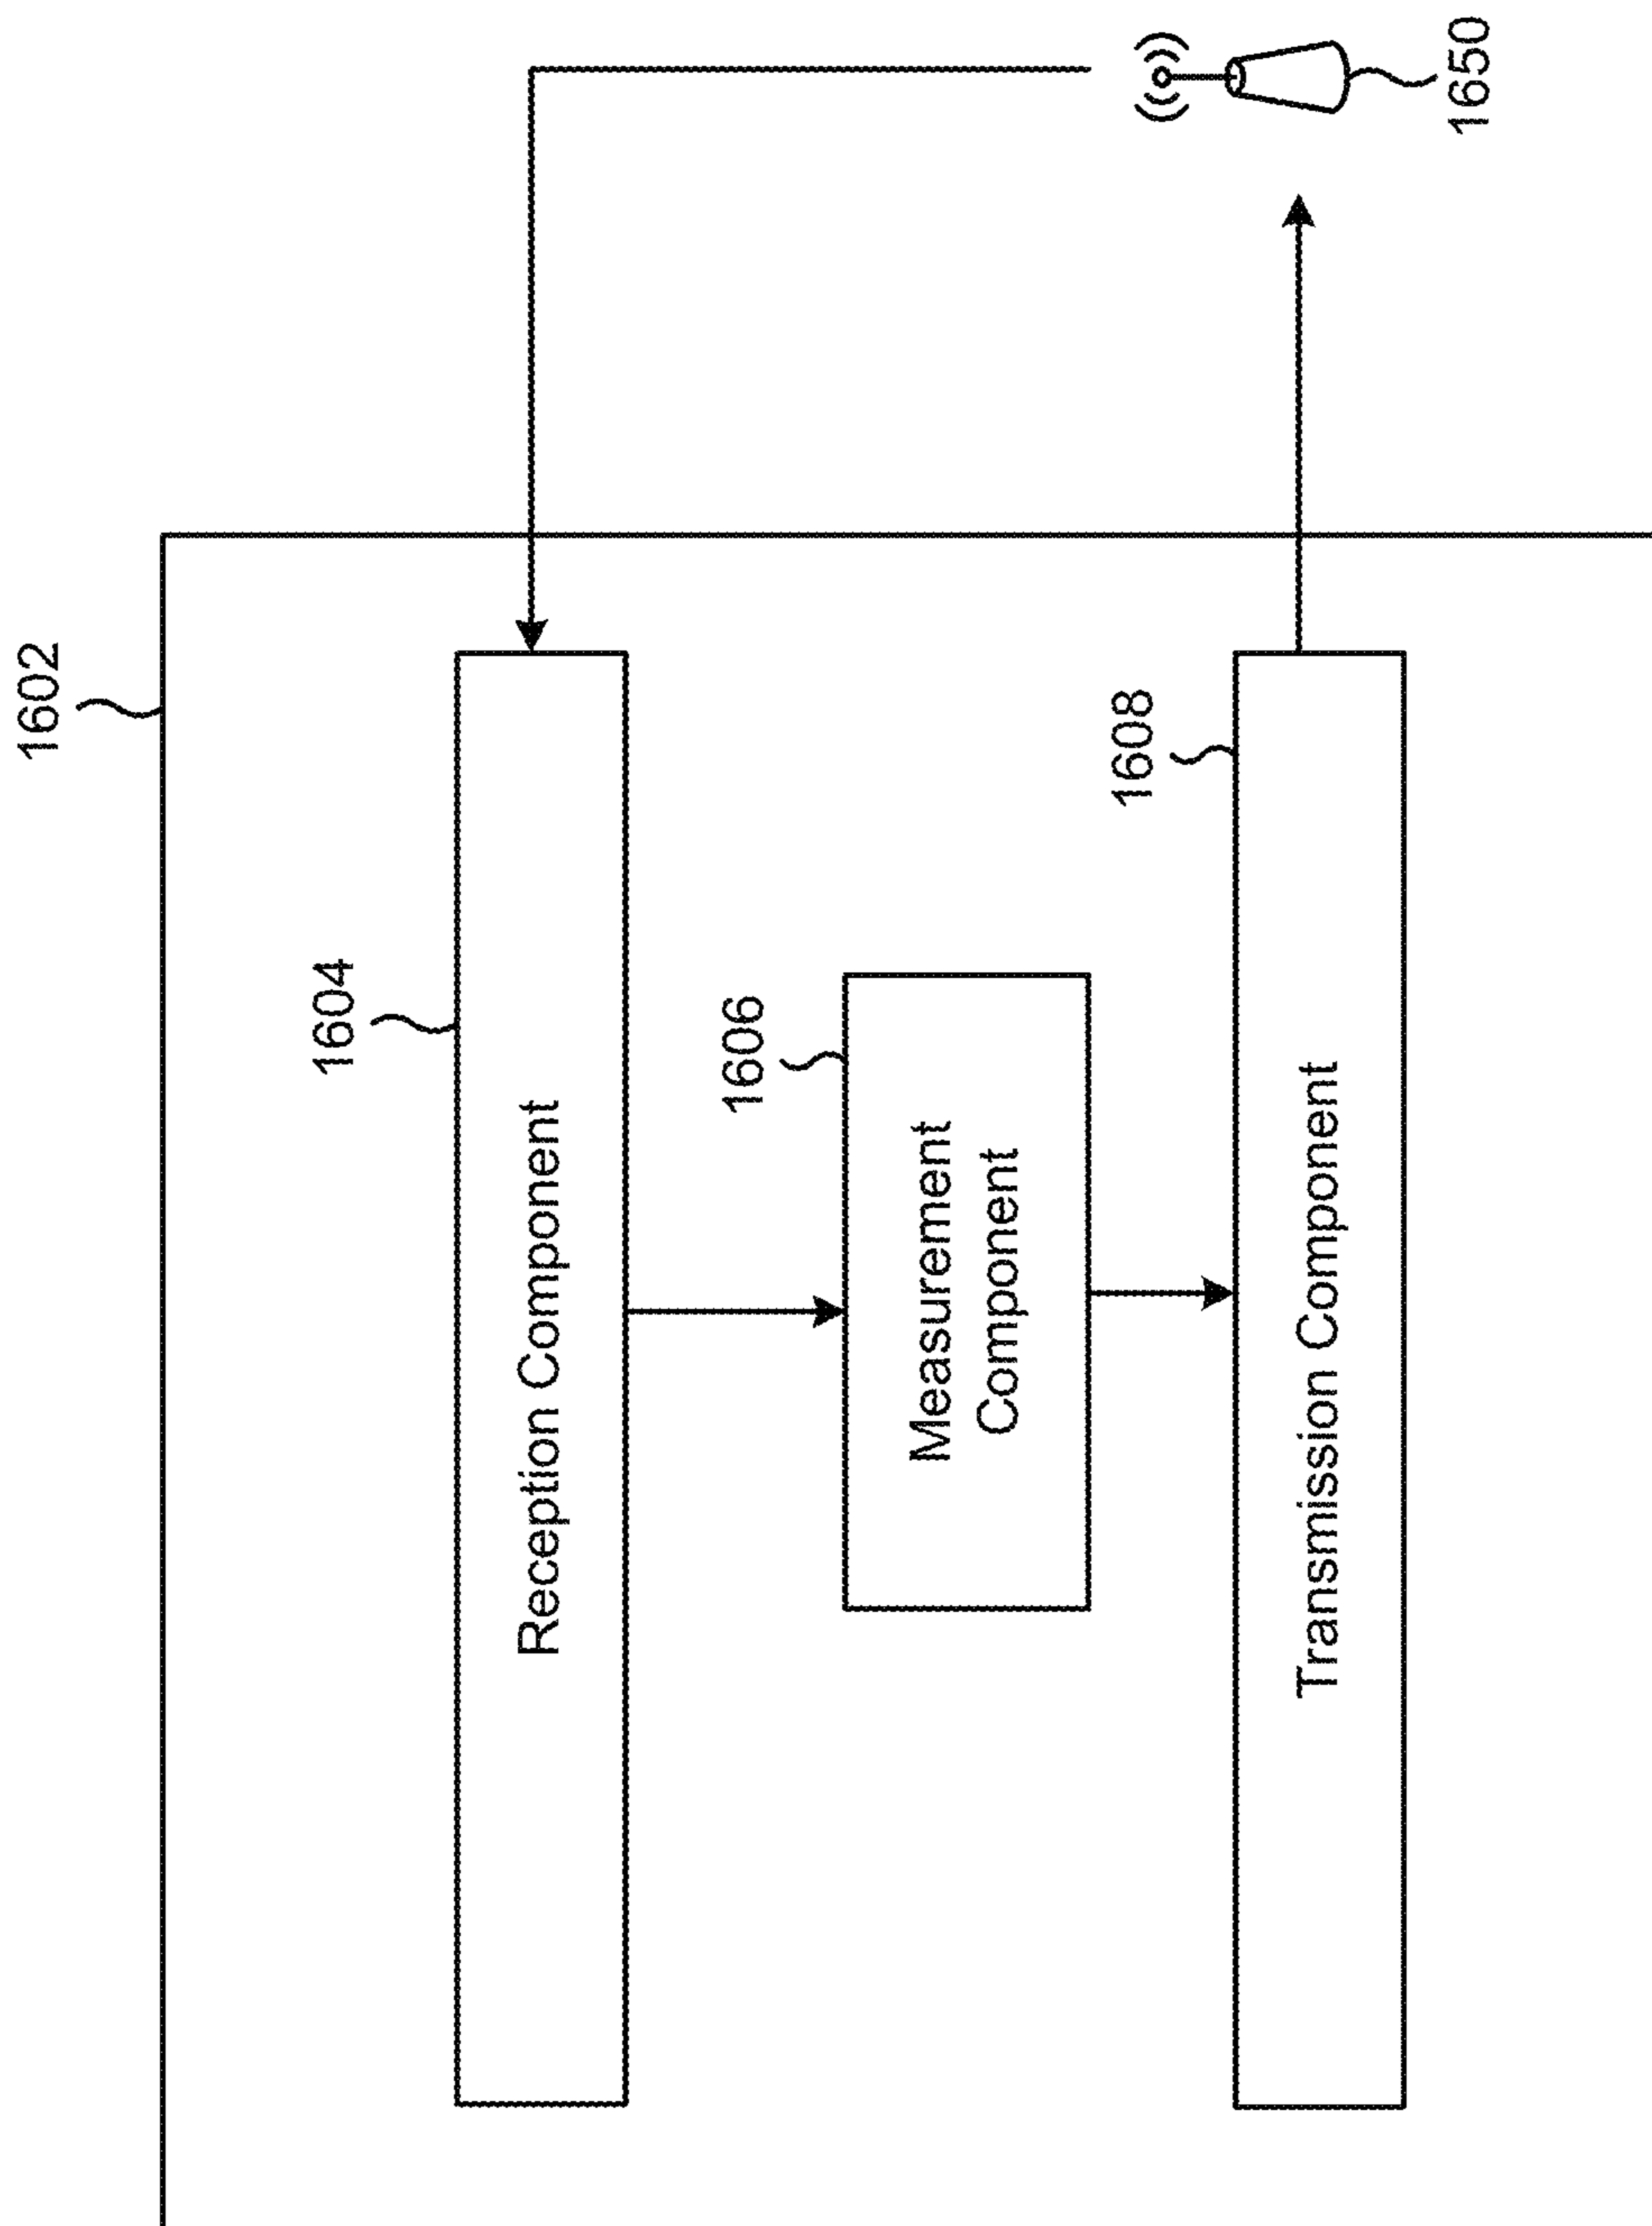 1602
1604
Reception Component
1606
Measurement
Component
1608
Transmission Component
1650